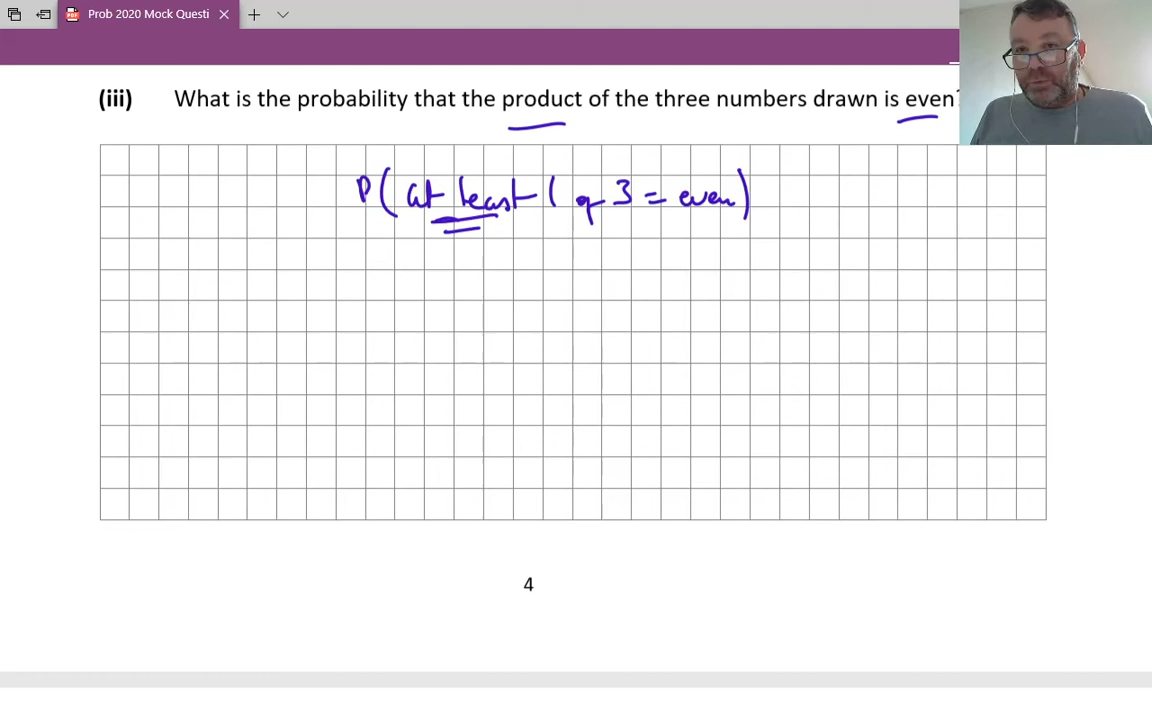 Prob 2020 Mock Questi
(iii) What is the probability that the product of the three numbers drawn is even?
P( at least 1 of 3 = even)
4